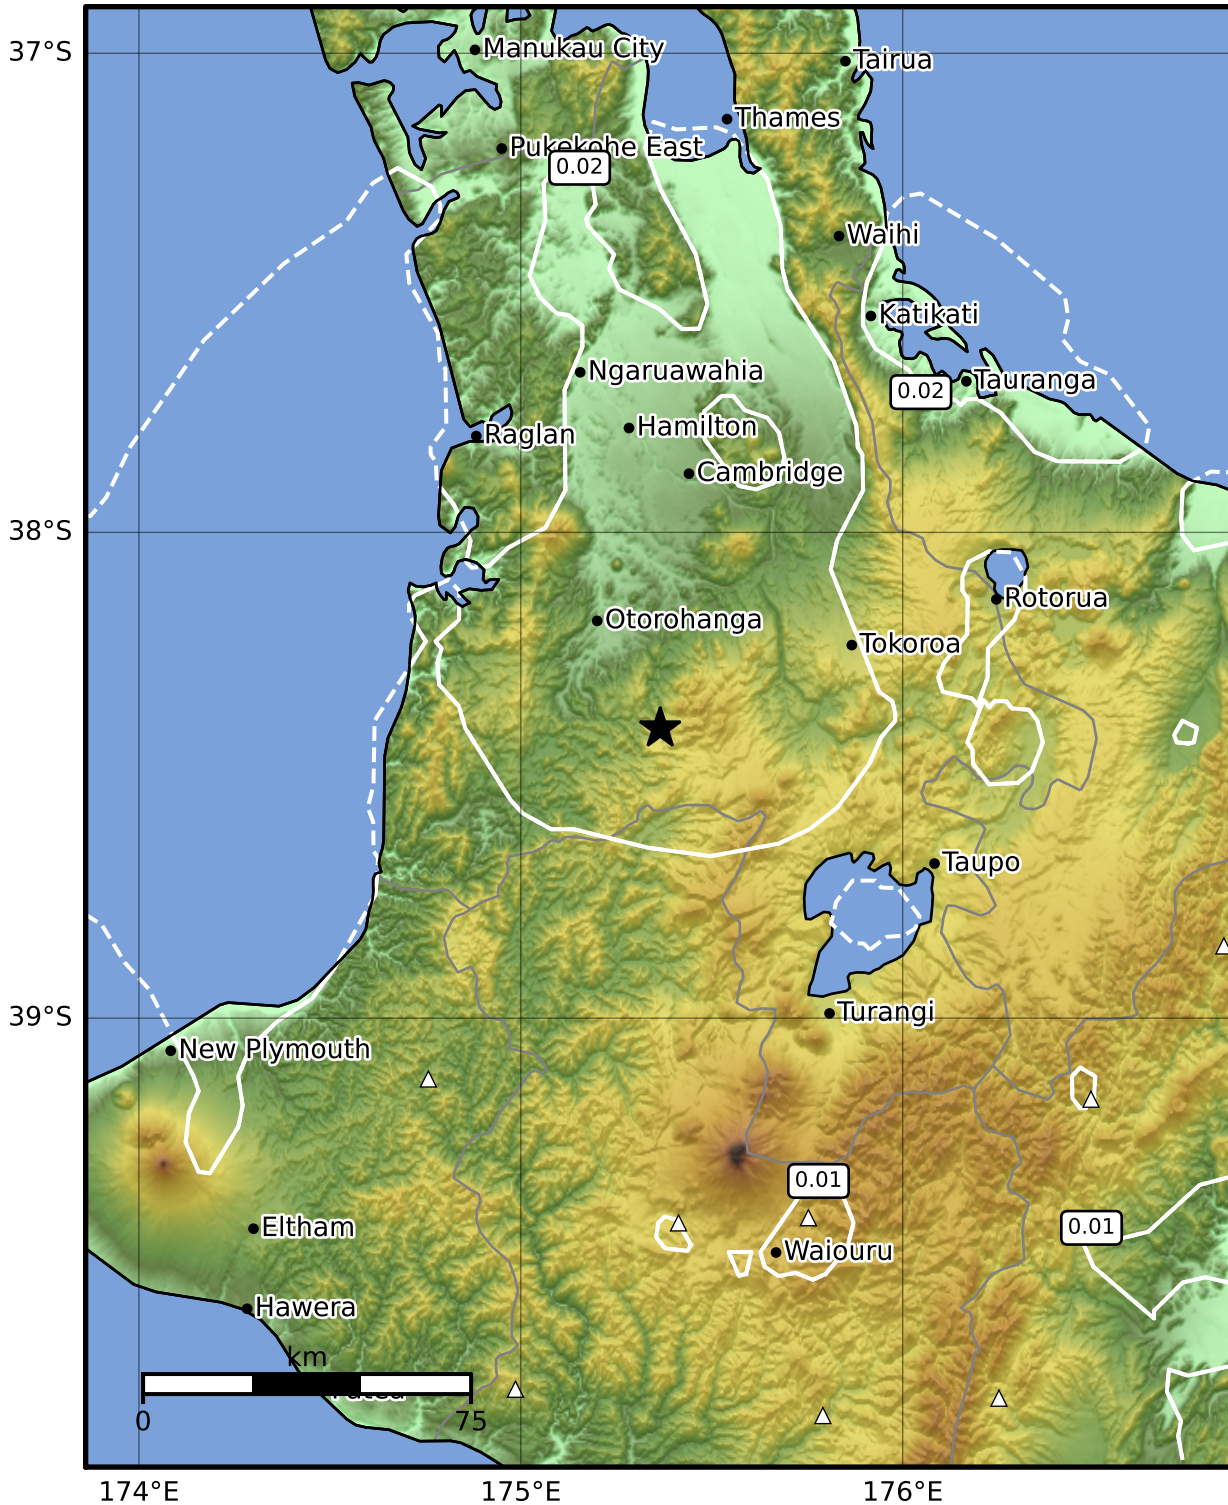 37°S
Manukau City
Tairua
Thames
Pukekohe East
0.02
Waihi
Katikati
Ngaruawahia
Tauranga
0.02
Hamilton
Raglan
Cambridge
38°S
Rotorua
Otorohanga
Tokoroa
Taupo
39°S
Turangi
New Plymouth
0.01
0.01
Eltham
Waiouru
Hawera
km
0
75
174°E
175°E
176°E